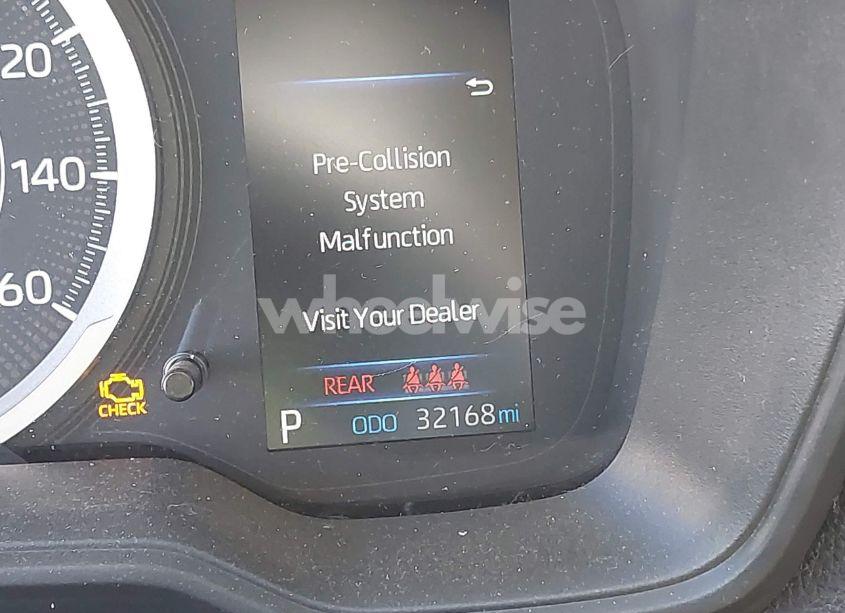 20
140
60
Pre-Collision
System
Malfunction
Visit Your Dealer
wheelwise
REAR
CHECK
P ODO 32168 mi